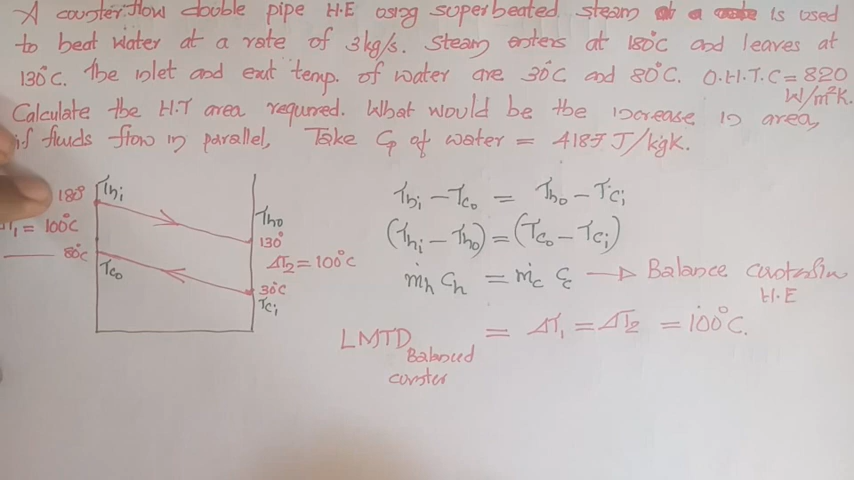 A counterflow double pipe H.E using superheated steam is used
to heat water at a rate of 3kg/s. Steam enters at 180°C and leaves at
130°C. The inlet and exit temp. of water are 30°C and 80°C. O.H.T.C = 820
W/m²K.
Calculate the H.T area required. What would be the increase in area,
if fluids flow in parallel, Take Cp of water = 4187 J/kgK.
180° Thi
Thi - Tco = Tho - Tci
ΔT1 = 100°C
Tho
130°
(Thi - Tho) = (Tco - Tci)
80°C
ΔT2 = 100°C
Tco
30°C
Tci
ṁh Ch = ṁc Cc → Balance counterflow
H.E
LMTD Balanced counter = ΔT1 = ΔT2 = 100°C.